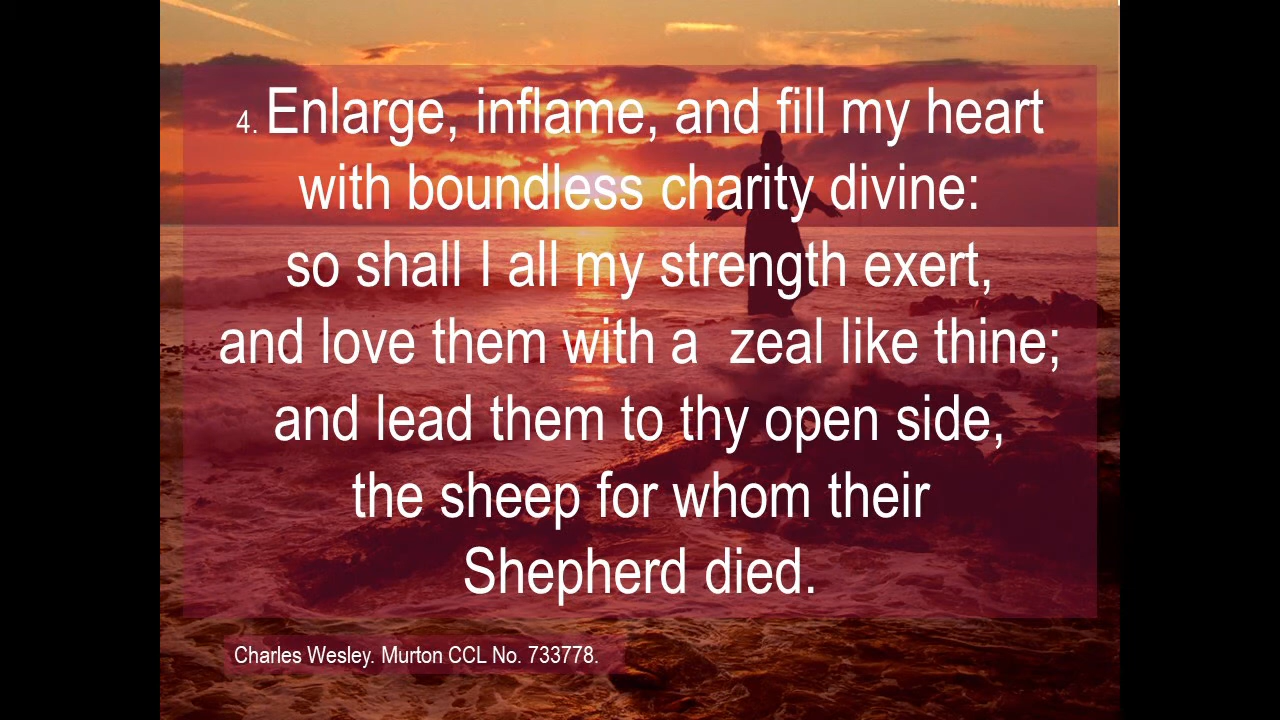 4. Enlarge, inflame, and fill my heart
with boundless charity divine:
so shall I all my strength exert,
and love them with a  zeal like thine;
and lead them to thy open side,
the sheep for whom their
Shepherd died.
Charles Wesley. Murton CCL No. 733778.